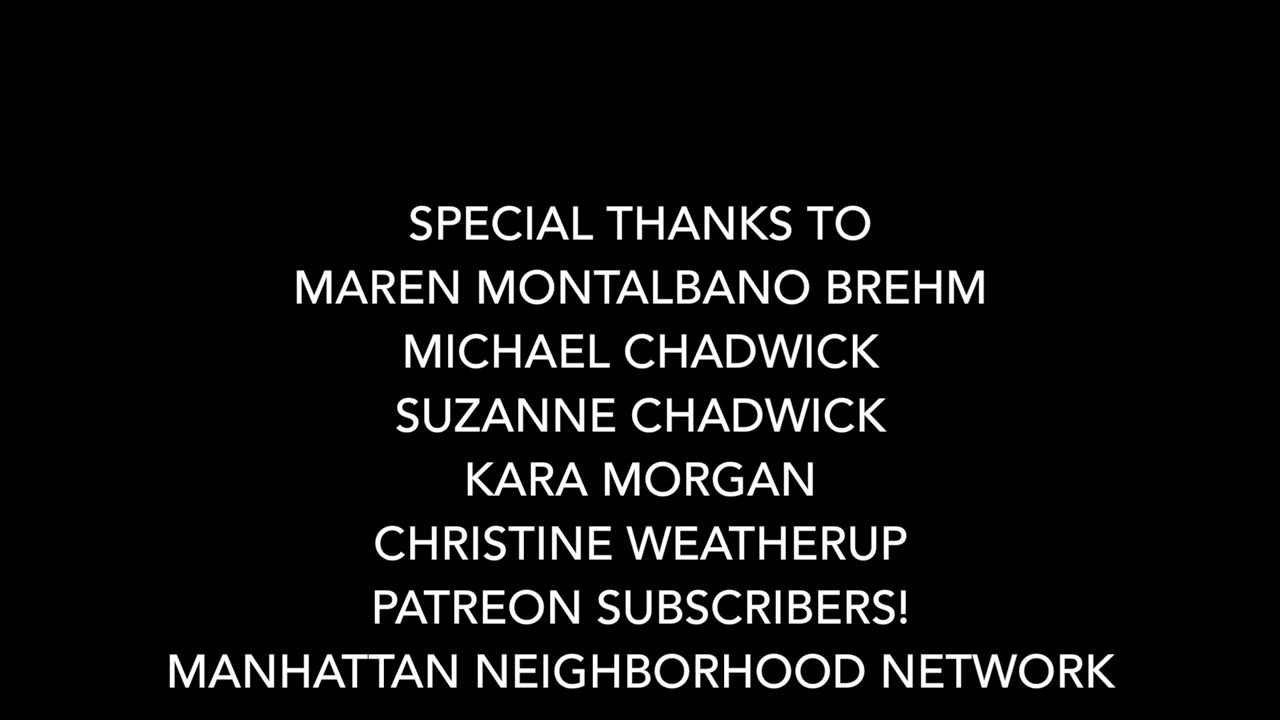 SPECIAL THANKS TO
MAREN MONTALBANO BREHM
MICHAEL CHADWICK
SUZANNE CHADWICK
KARA MORGAN
CHRISTINE WEATHERUP
PATREON SUBSCRIBERS!
MANHATTAN NEIGHBORHOOD NETWORK